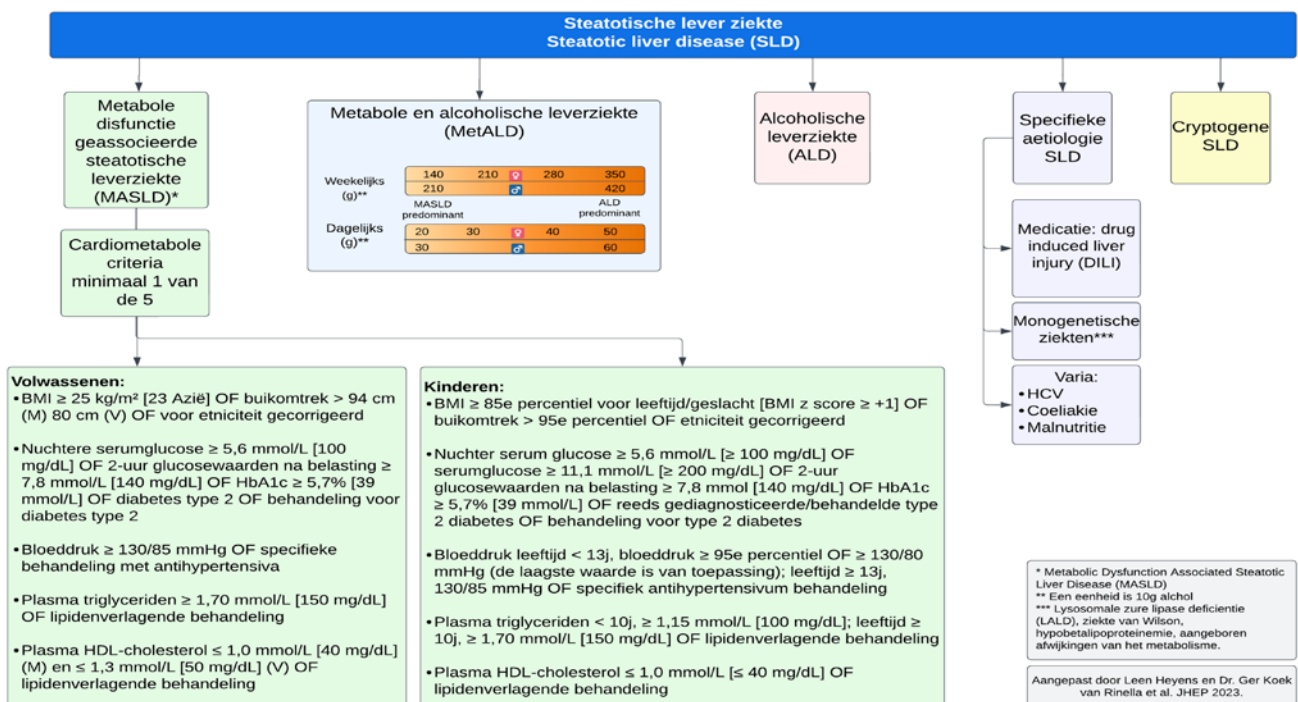 Steatotische lever ziekte
Steatotic liver disease (SLD)
Metabole
disfunctie
geassocieerde
steatotische
leverziekte
(MASLD)*
Cardiometabole
criteria
minimaal 1 van
de 5
Metabole en alcoholische leverziekte
(MetALD)
Weekelijks
(g)**
140 210 ♀ 280 350
210 ♂ 420
MASLD
predominant
ALD
predominant
Dagelijks
(g)**
20 30 ♀ 40 50
30 ♂ 60
Alcoholische
leverziekte
(ALD)
Specifieke
aetiologie
SLD
Medicatie: drug
induced liver
injury (DILI)
Monogenetische
ziekten***
Varia:
•HCV
•Coeliakie
•Malnutritie
Cryptogene
SLD
Volwassenen:
•BMI ≥ 25 kg/m² [23 Azië] OF buikomtrek > 94 cm
(M) 80 cm (V) OF voor etniciteit gecorrigeerd
•Nuchtere serumglucose ≥ 5,6 mmol/L [100
mg/dL] OF 2-uur glucosewaarden na belasting ≥
7,8 mmol/L [140 mg/dL] OF HbA1c ≥ 5,7% [39
mmol/L] OF diabetes type 2 OF behandeling voor
diabetes type 2
•Bloeddruk ≥ 130/85 mmHg OF specifieke
behandeling met antihypertensiva
•Plasma triglyceriden ≥ 1,70 mmol/L [150 mg/dL]
OF lipidenverlagende behandeling
•Plasma HDL-cholesterol ≤ 1,0 mmol/L [40 mg/dL]
(M) en ≤ 1,3 mmol/L [50 mg/dL] (V) OF
lipidenverlagende behandeling
Kinderen:
•BMI ≥ 85e percentiel voor leeftijd/geslacht [BMI z score ≥ +1] OF
buikomtrek > 95e percentiel OF etniciteit gecorrigeerd
•Nuchter serum glucose ≥ 5,6 mmol/L [≥ 100 mg/dL] OF
serumglucose ≥ 11,1 mmol/L [≥ 200 mg/dL] OF 2-uur
glucosewaarden na belasting ≥ 7,8 mmol [140 mg/dL] OF HbA1c
≥ 5,7% [39 mmol/L] OF reeds gediagnosticeerde/behandelde type
2 diabetes OF behandeling voor type 2 diabetes
•Bloeddruk leeftijd < 13j, bloeddruk ≥ 95e percentiel OF ≥ 130/80
mmHg (de laagste waarde is van toepassing); leeftijd ≥ 13j,
130/85 mmHg OF specifiek antihypertensivum behandeling
•Plasma triglyceriden < 10j, ≥ 1,15 mmol/L [100 mg/dL]; leeftijd ≥
10j, ≥ 1,70 mmol/L [150 mg/dL] OF lipidenverlagende behandeling
•Plasma HDL-cholesterol ≤ 1,0 mmol/L [≤ 40 mg/dL] OF
lipidenverlagende behandeling
* Metabolic Dysfunction Associated Steatotic
Liver Disease (MASLD)
** Een eenheid is 10g alchol
*** Lysosomale zure lipase deficientie
(LALD), ziekte van Wilson,
hypobetalipoproteinemie, aangeboren
afwijkingen van het metabolisme.
Aangepast door Leen Heyens en Dr. Ger Koek
van Rinella et al. JHEP 2023.